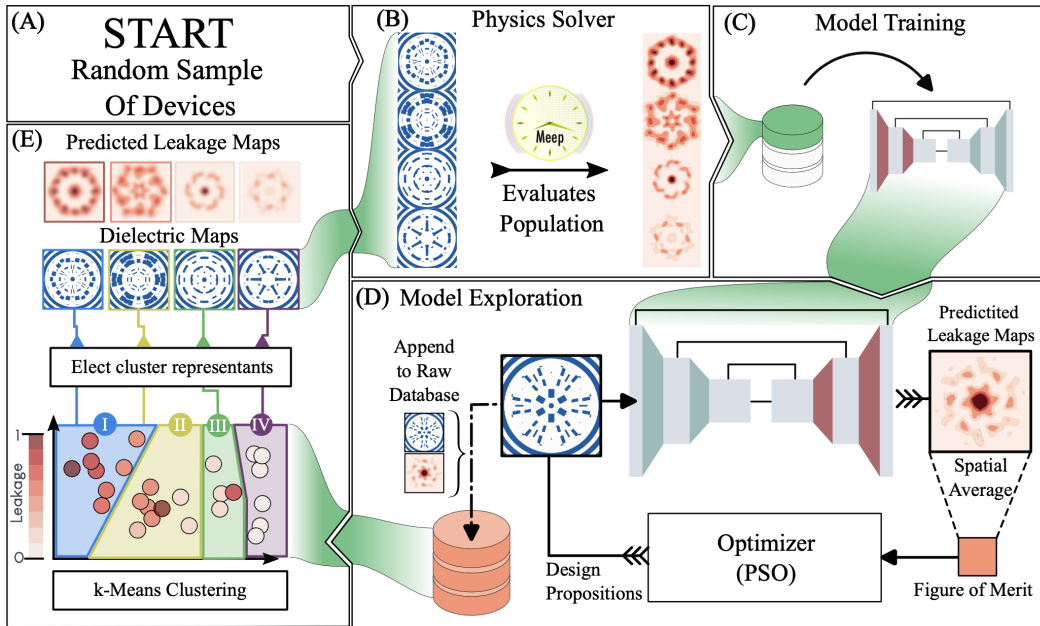 (A)
START
Random Sample
Of Devices
(B)
Physics Solver
Meep
Evaluates
Population
(C)
Model Training
(D) Model Exploration
Append
to Raw
Database
Predictited
Leakage Maps
Spatial
Average
Optimizer
(PSO)
Design
Propositions
Figure of Merit
(E)
Predicted Leakage Maps
Dielectric Maps
Elect cluster representants
I
II
III
IV
1
Leakage
0
k-Means Clustering